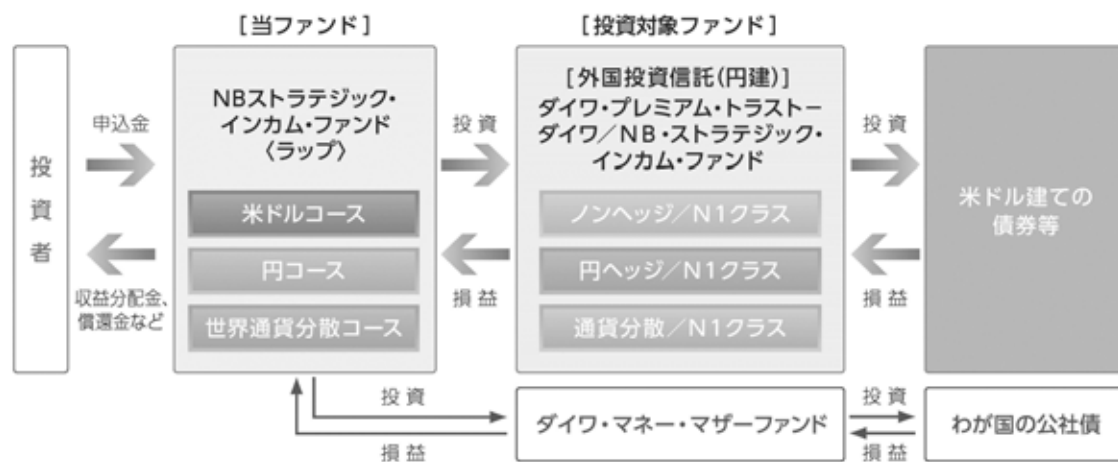 [当ファンド]
[投資対象ファンド]
投資者
申込金
収益分配金、
償還金など
NBストラテジック・
インカム・ファンド
〈ラップ〉
米ドルコース
円コース
世界通貨分散コース
投資
損益
[外国投資信託(円建)]
ダイワ・プレミアム・トラスト－
ダイワ／NB・ストラテジック・
インカム・ファンド
ノンヘッジ／N1クラス
円ヘッジ／N1クラス
通貨分散／N1クラス
投資
損益
米ドル建ての
債券等
投資
損益
ダイワ・マネー・マザーファンド
投資
損益
わが国の公社債